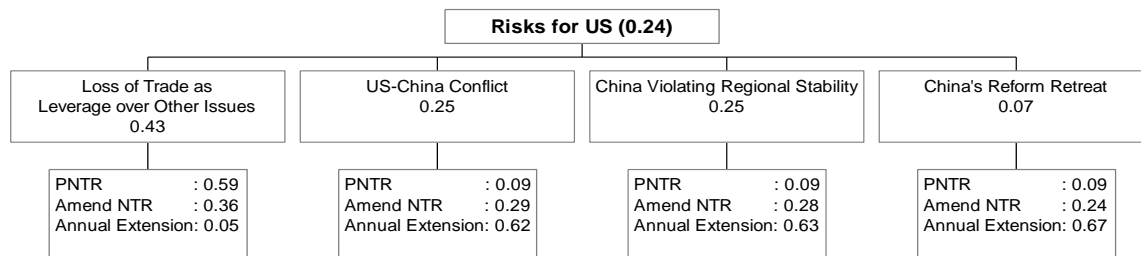 Risks for US (0.24)
Loss of Trade as
Leverage over Other Issues
0.43
US-China Conflict
0.25
China Violating Regional Stability
0.25
China's Reform Retreat
0.07
PNTR : 0.59
Amend NTR : 0.36
Annual Extension: 0.05
PNTR : 0.09
Amend NTR : 0.29
Annual Extension: 0.62
PNTR : 0.09
Amend NTR : 0.28
Annual Extension: 0.63
PNTR : 0.09
Amend NTR : 0.24
Annual Extension: 0.67